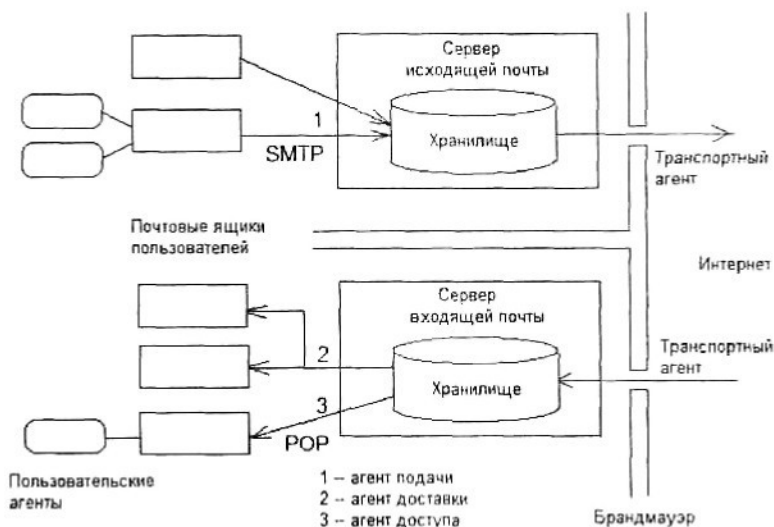 Сервер
исходящей почты
1
Хранилище
SMTP
Транспортный
агент
Почтовые ящики
пользователей
Интернет
Сервер
входящей почты
Транспортный
агент
2
Хранилище
3
POP
Пользовательские
агенты
1 – агент подачи
2 – агент доставки
3 – агент доступа
Брандмауэр